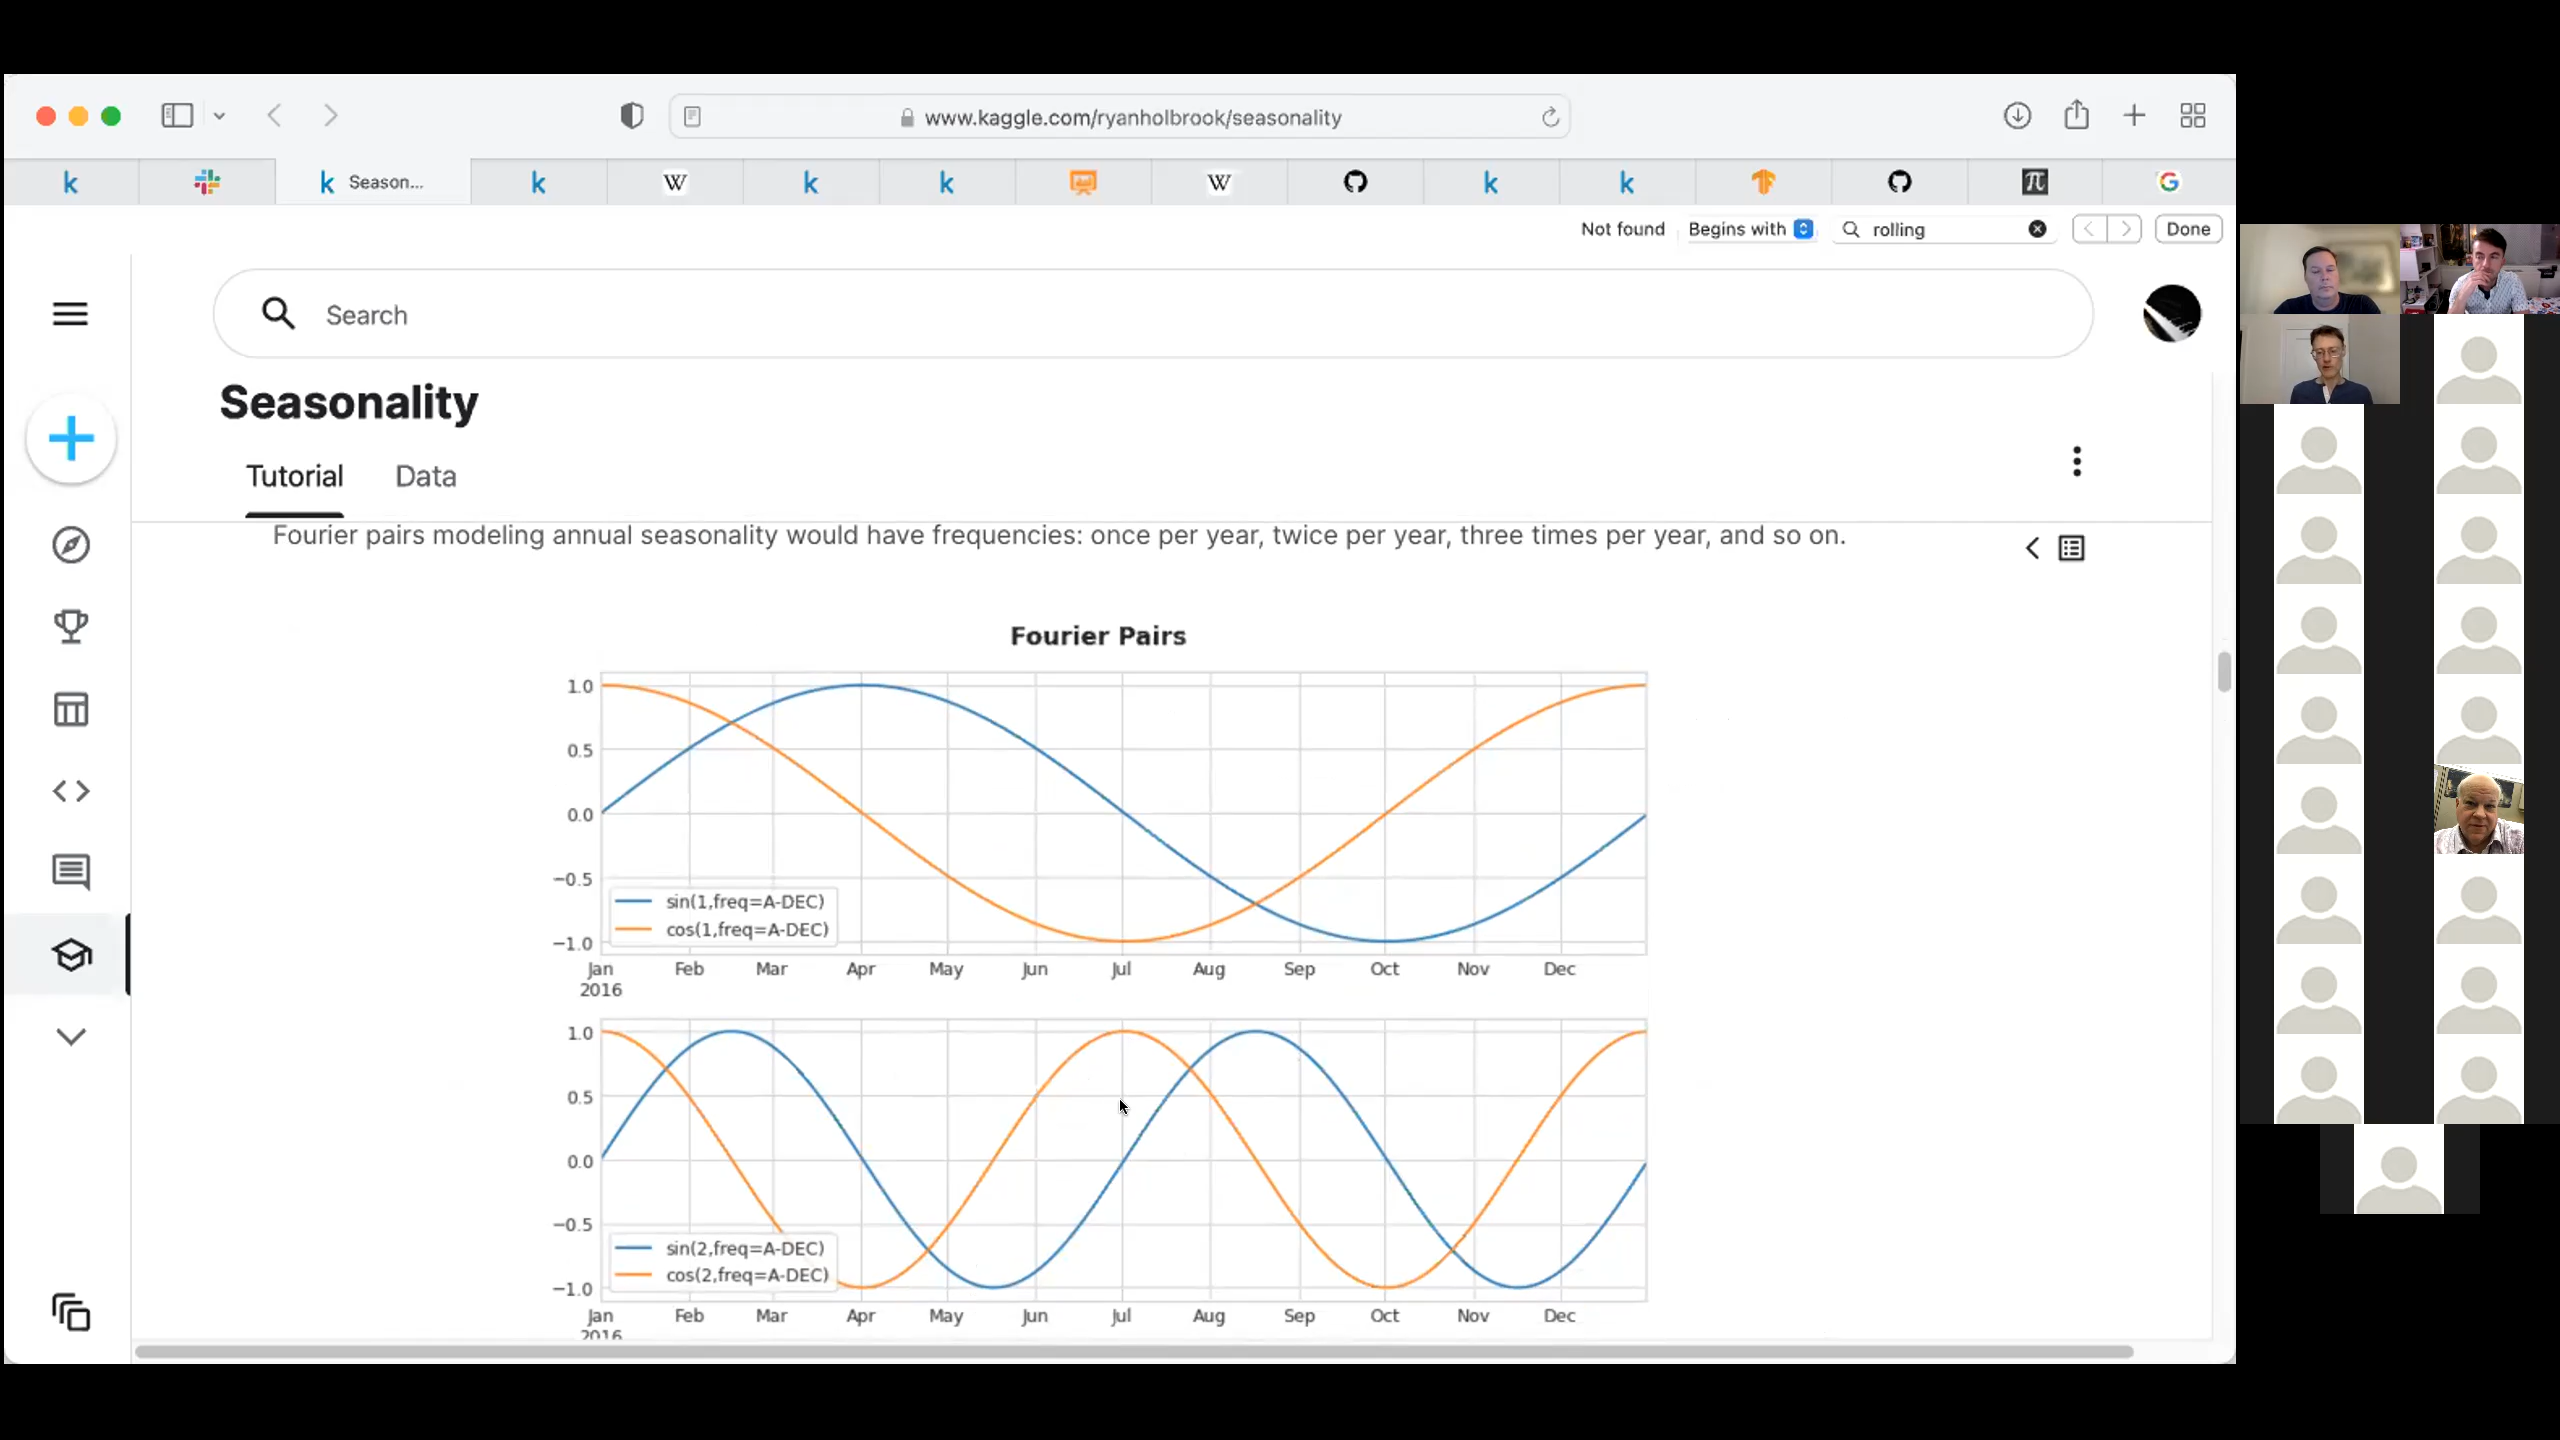 www.kaggle.com/ryanholbrook/seasonality
k
k Season...
k
W
k
k
W
k
k
π
G
Not found Begins with rolling Done
Search
Seasonality
Tutorial Data
Fourier pairs modeling annual seasonality would have frequencies: once per year, twice per year, three times per year, and so on.
Fourier Pairs
1.0
0.5
0.0
−0.5
−1.0
sin(1,freq=A-DEC)
cos(1,freq=A-DEC)
Jan Feb Mar Apr May Jun Jul Aug Sep Oct Nov Dec
2016
1.0
0.5
0.0
−0.5
−1.0
sin(2,freq=A-DEC)
cos(2,freq=A-DEC)
Jan Feb Mar Apr May Jun Jul Aug Sep Oct Nov Dec
2016